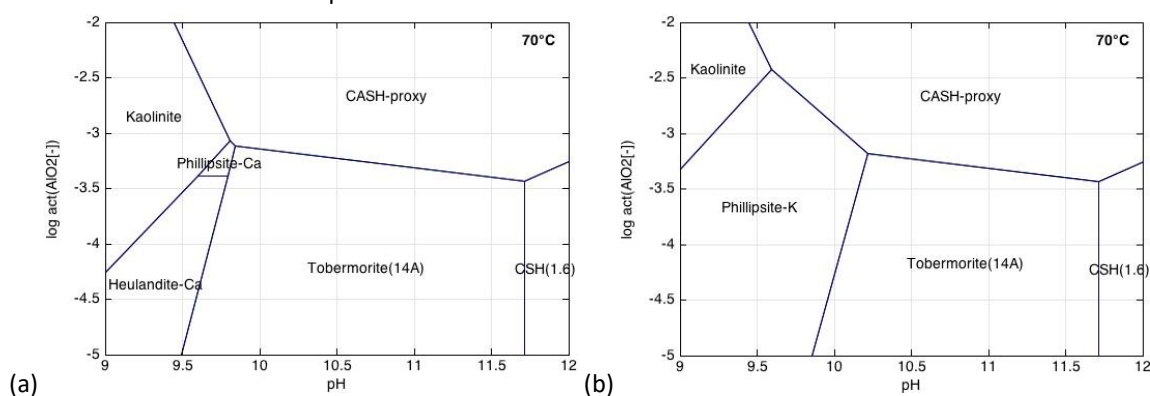 -2
70°C
Kaolinite
CASH-proxy
-2.5
-3
Phillipsite-Ca
-3.5
-4
Tobermorite(14A)
CSH(1.6)
Heulandite-Ca
-4.5
-5
log act(AlO2[-])
9
9.5
10
10.5
11
11.5
12
pH
(a)
-2
70°C
Kaolinite
CASH-proxy
-2.5
-3
-3.5
Phillipsite-K
-4
Tobermorite(14A)
CSH(1.6)
-4.5
-5
log act(AlO2[-])
9
9.5
10
10.5
11
11.5
12
pH
(b)